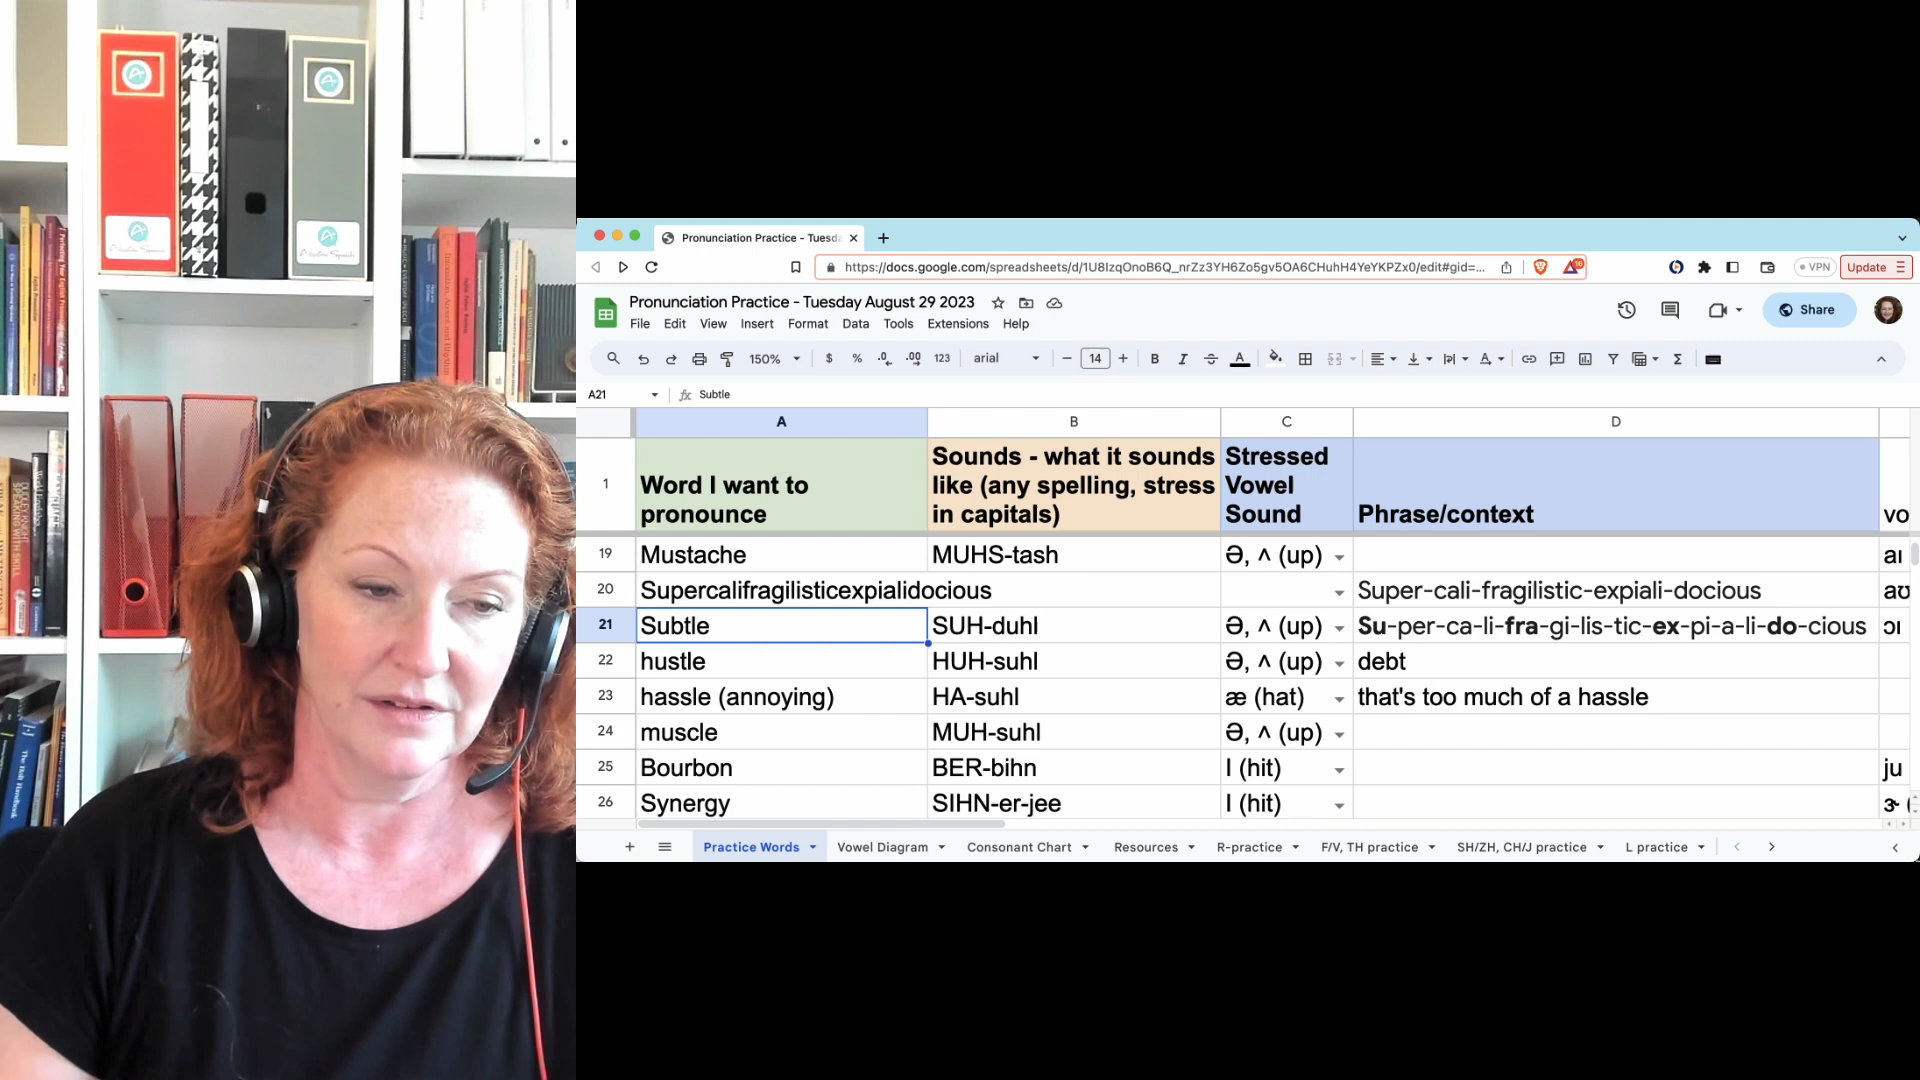 Pronunciation Practice - Tuesd
https://docs.google.com/spreadsheets/d/1U8IzqOnoB6Q_nrZz3YH6Zo5gv5OA6CHuhH4YeYKPZx0/edit#gid=...
VPN
Update
Pronunciation Practice - Tuesday August 29 2023
File Edit View Insert Format Data Tools Extensions Help
Share
150% $ % .0 .00 123 arial 14 B I A
A21 fx Subtle
A B C D
1 Word I want to pronounce
Sounds - what it sounds like (any spelling, stress in capitals)
Stressed Vowel Sound
Phrase/context
vo
19 Mustache MUHS-tash Ə, ʌ (up) aɪ
20 Supercalifragilisticexpialidocious Super-cali-fragilistic-expiali-docious aʊ
21 Subtle SUH-duhl Ə, ʌ (up) Su-per-ca-li-fra-gi-lis-tic-ex-pi-a-li-do-cious ɔɪ
22 hustle HUH-suhl Ə, ʌ (up) debt
23 hassle (annoying) HA-suhl æ (hat) that's too much of a hassle
24 muscle MUH-suhl Ə, ʌ (up)
25 Bourbon BER-bihn I (hit) ju
26 Synergy SIHN-er-jee I (hit) ɝ (
Practice Words Vowel Diagram Consonant Chart Resources R-practice F/V, TH practice SH/ZH, CH/J practice L practice